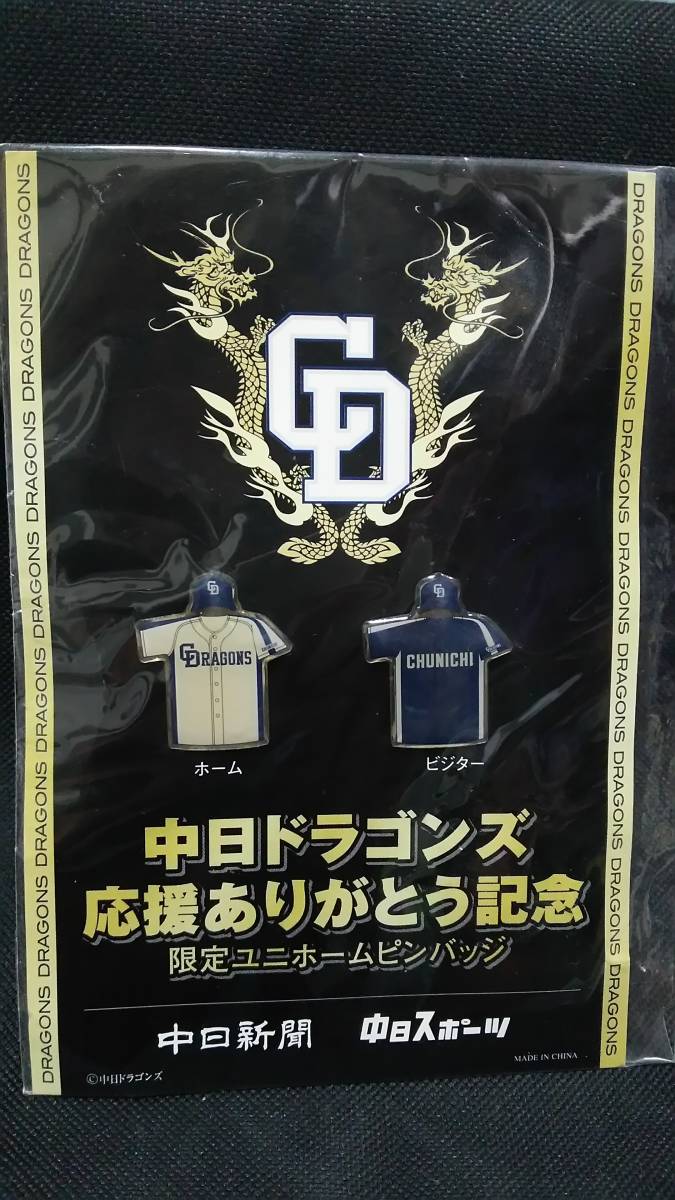 DRAGONS DRAGONS DRAGONS DRAGONS DRAGONS DRAGONS DRAGONS DRAGONS
DRAGONS DRAGONS DRAGONS DRAGONS DRAGONS DRAGONS DRAGONS DRAGONS
CD
CD
CD
CDRAGONS
CHUNICHI
ホーム
ビジター
中日ドラゴンズ
応援ありがとう記念
限定ユニホームピンバッジ
中日新聞
中日スポーツ
MADE IN CHINA
©中日ドラゴンズ